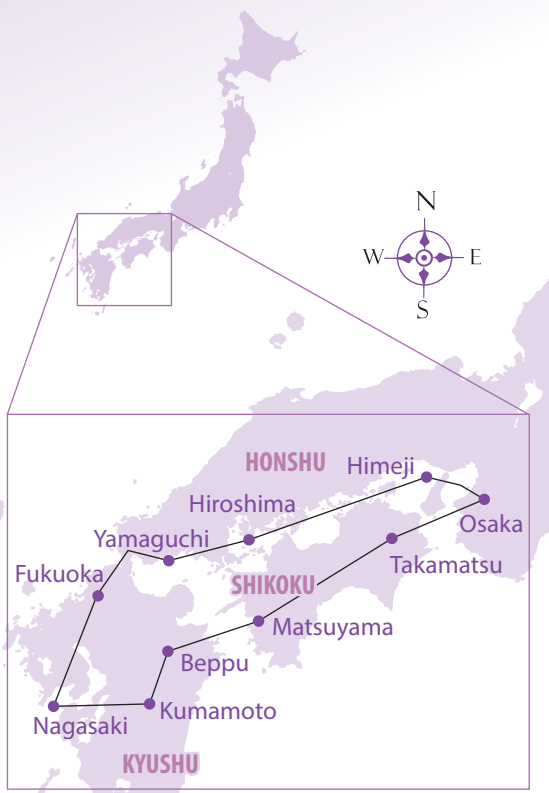 N
W
E
S
HONSHU
Himeji
Hiroshima
Osaka
Yamaguchi
Takamatsu
Fukuoka
SHIKOKU
Matsuyama
Beppu
Kumamoto
Nagasaki
KYUSHU